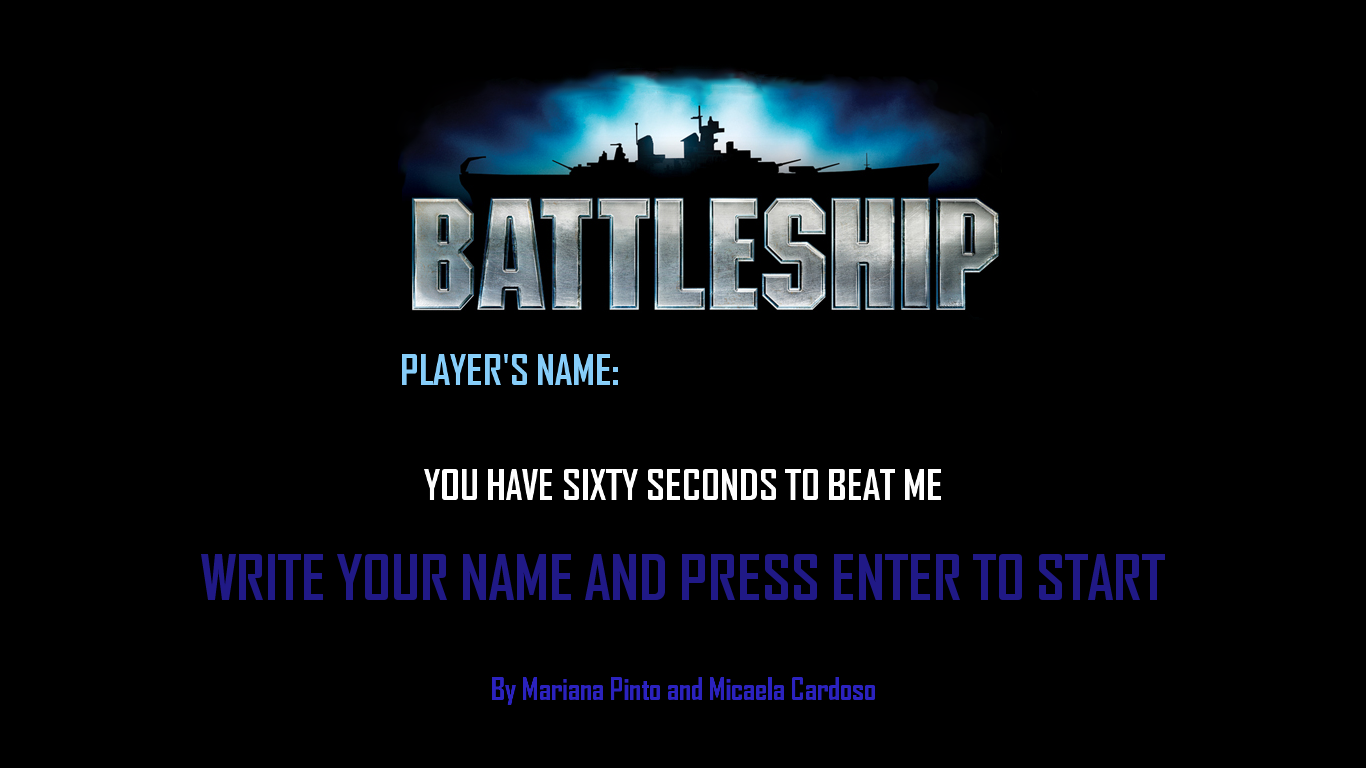 BATTLESHIP
PLAYER'S NAME:
YOU HAVE SIXTY SECONDS TO BEAT ME
WRITE YOUR NAME AND PRESS ENTER TO START
By Mariana Pinto and Micaela Cardoso